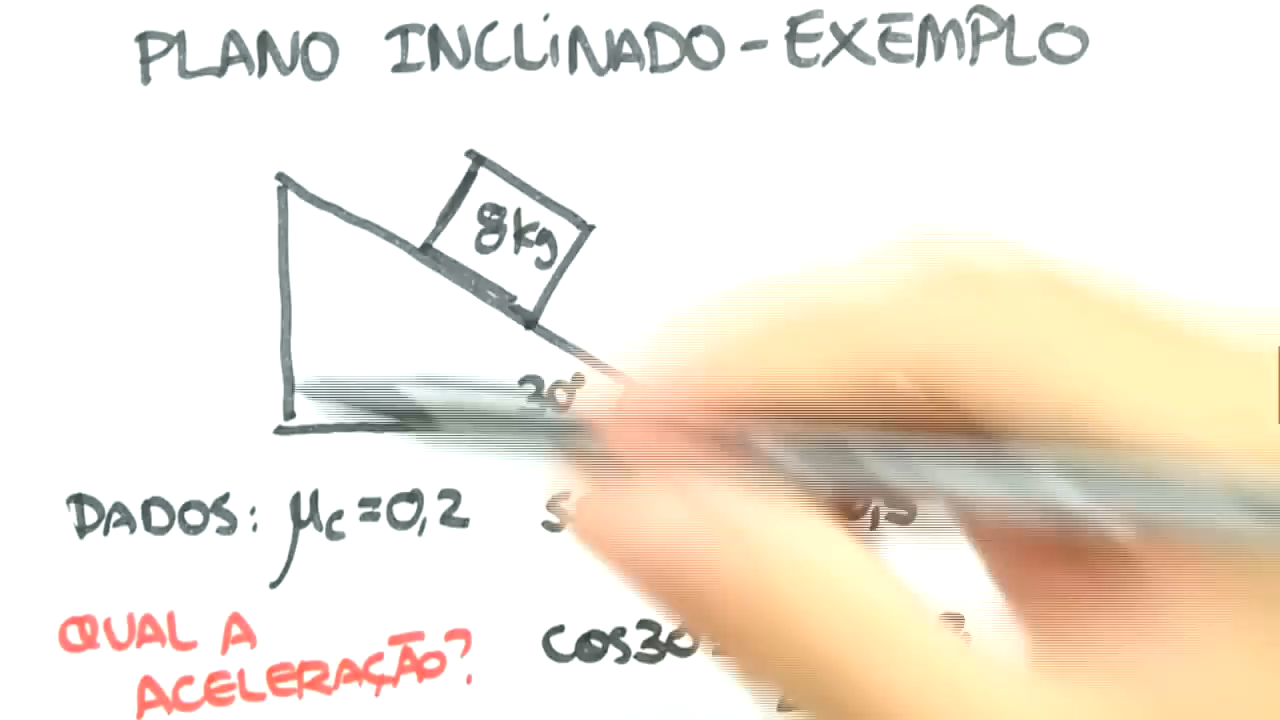 PLANO INCLINADO - EXEMPLO
8kg
30°
DADOS: μc = 0,2
QUAL A
ACELERAÇÃO?
COS30